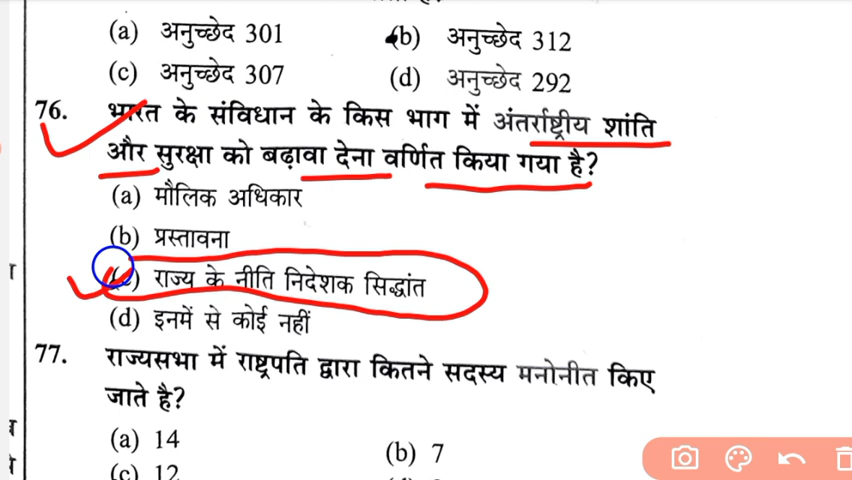 (a) अनुच्छेद 301 (b) अनुच्छेद 312
(c) अनुच्छेद 307 (d) अनुच्छेद 292
76. भारत के संविधान के किस भाग में अंतर्राष्ट्रीय शांति
और सुरक्षा को बढ़ावा देना वर्णित किया गया है?
(a) मौलिक अधिकार
(b) प्रस्तावना
(c) राज्य के नीति निदेशक सिद्धांत
(d) इनमें से कोई नहीं
77. राज्यसभा में राष्ट्रपति द्वारा कितने सदस्य मनोनीत किए
जाते है?
(a) 14 (b) 7
(c) 12